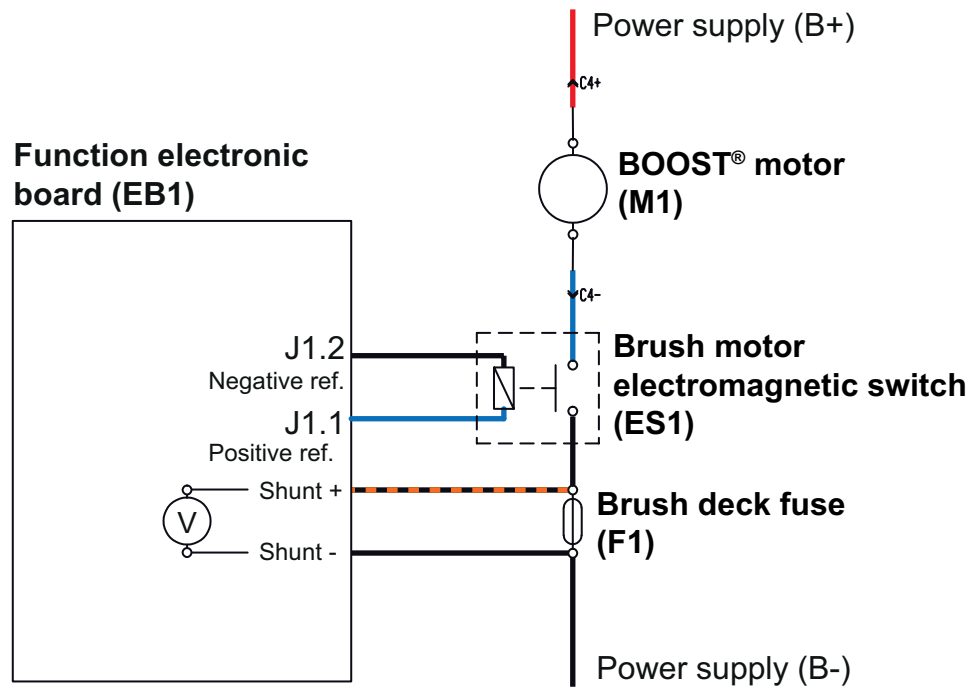 Power supply (B+)
C4+
Function electronic
board (EB1)
BOOST® motor
(M1)
C4-
J1.2
Negative ref.
J1.1
Positive ref.
Brush motor
electromagnetic switch
(ES1)
Shunt +
V
Shunt -
Brush deck fuse
(F1)
Power supply (B-)